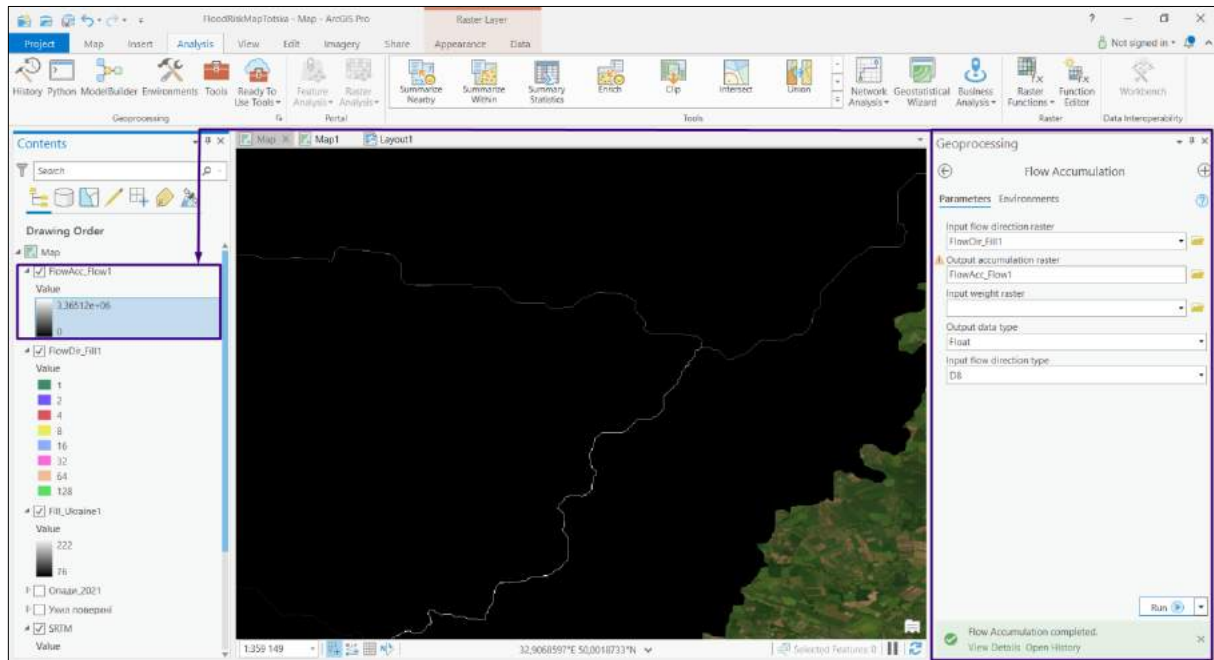 FloodRiskMapTotska - Map - ArcGIS Pro
Raster Layer
?
Project Map Insert Analysis View Edit Imagery Share Appearance Data
Not signed in
History Python ModelBuilder Environments Tools
Ready To Use Tools
Feature Analysis
Raster Analysis
Summarize Nearby
Summarize Within
Summary Statistics
Enrich
Clip
Intersect
Union
Network Analysis
Geostatistical Wizard
Business Analysis
Raster Functions
Function Editor
Workbench
Geoprocessing
Portal
Tools
Raster
Data Interoperability
Contents
Search
Drawing Order
Map
FlowAcc_Flow1
Value
3,36512e+06
0
FlowDir_Fill1
Value
1
2
4
8
16
32
64
128
Fill_Ukraine1
Value
222
76
Опади_2021
SRTM
Value
Map
Map1
Layout1
1:359 149
32,9068597°E 50,0018733°N
Selected Features: 0
Geoprocessing
Flow Accumulation
Parameters Environments
Input flow direction raster
FlowDir_Fill1
Output accumulation raster
FlowAcc_Flow1
Input weight raster
Output data type
Float
Input flow direction type
D8
Run
Flow Accumulation completed.
View Details Open History